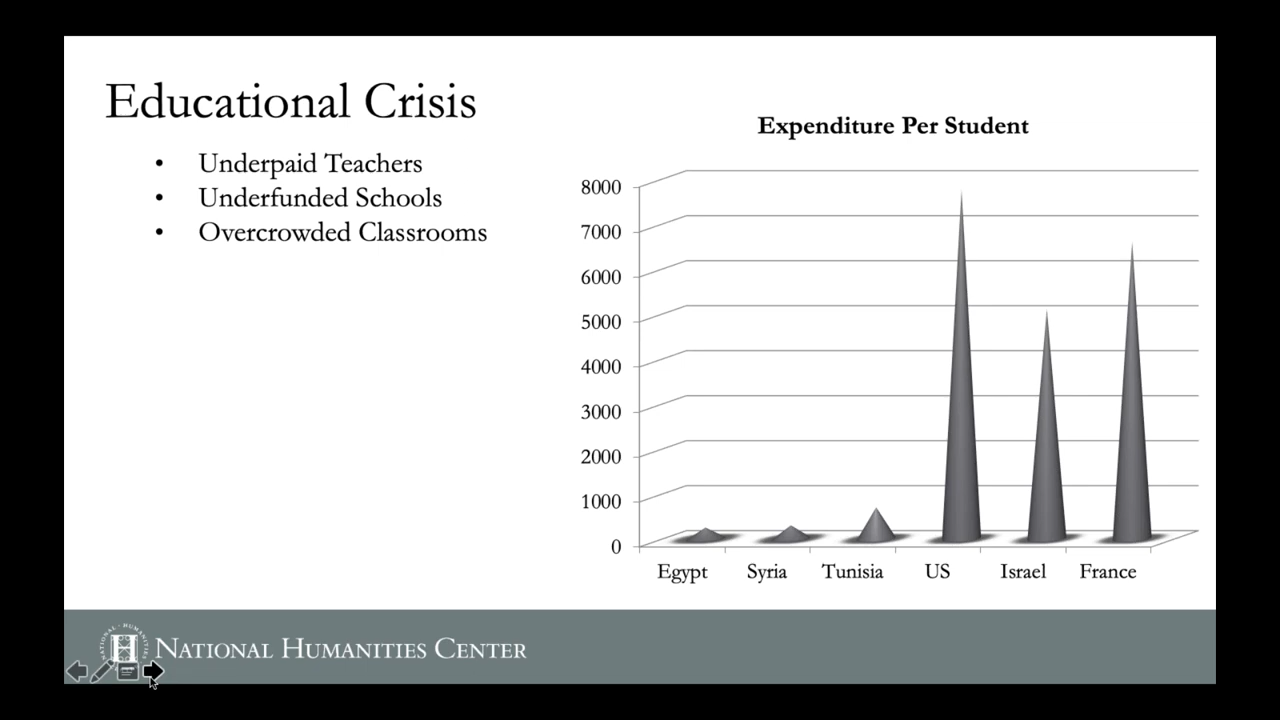 Educational Crisis
• Underpaid Teachers
• Underfunded Schools
• Overcrowded Classrooms
Expenditure Per Student
8000
7000
6000
5000
4000
3000
2000
1000
0
Egypt Syria Tunisia US Israel France
NATIONAL HUMANITIES CENTER